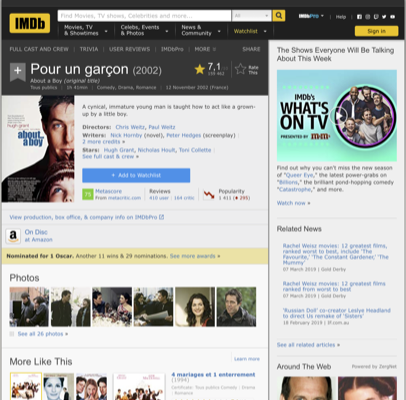 IMDb
Find Movies, TV shows, Celebrities and more...
All
IMDbPro
Help
Movies, TV
& Showtimes
Celebs, Events
& Photos
News &
Community
Watchlist
Sign in
FULL CAST AND CREW | TRIVIA | USER REVIEWS | IMDbPro | MORE
SHARE
Pour un garçon (2002)
About a Boy (original title)
Tous publics | 1h 41min | Comedy, Drama, Romance | 12 November 2002 (France)
7,1
Rate
This
hugh grant
about
a boy
A cynical, immature young man is taught how to act like a grown-
up by a little boy.
Directors: Chris Weitz, Paul Weitz
Writers: Nick Hornby (novel), Peter Hedges (screenplay) |
2 more credits »
Stars: Hugh Grant, Nicholas Hoult, Toni Collette |
See full cast & crew »
+ Add to Watchlist
75
Metascore
From metacritic.com
Reviews
410 user | 164 critic
Popularity
1 611
View production, box office, & company info on IMDbPro
On Disc
at Amazon
Nominated for 1 Oscar. Another 11 wins & 29 nominations. See more awards »
Photos
See all 26 photos »
More Like This
Learn more
4 mariages et 1 enterrement
(1994)
Comedy | Drama |
Romance
The Shows Everyone Will Be Talking
About This Week
IMDb's
WHAT'S
ON TV
PRESENTED BY
Find out why you can't miss the new season
of "Queer Eye," the latest power-grabs on
"Billions," the brilliant pond-hopping comedy
"Catastrophe," and more.
Watch now »
Related News
Rachel Weisz movies: 12 greatest films,
ranked worst to best, include 'The
Favourite,' 'The Constant Gardener,' 'The
Mummy'
07 March 2019 | Gold Derby
Rachel Weisz movies: 12 greatest films
ranked from worst to best
07 March 2019 | Gold Derby
'Russian Doll' co-creator Leslye Headland
to direct Us remake of 'Sisters'
18 February 2019 |
See all related articles »
Around The Web
Powered by ZergNet